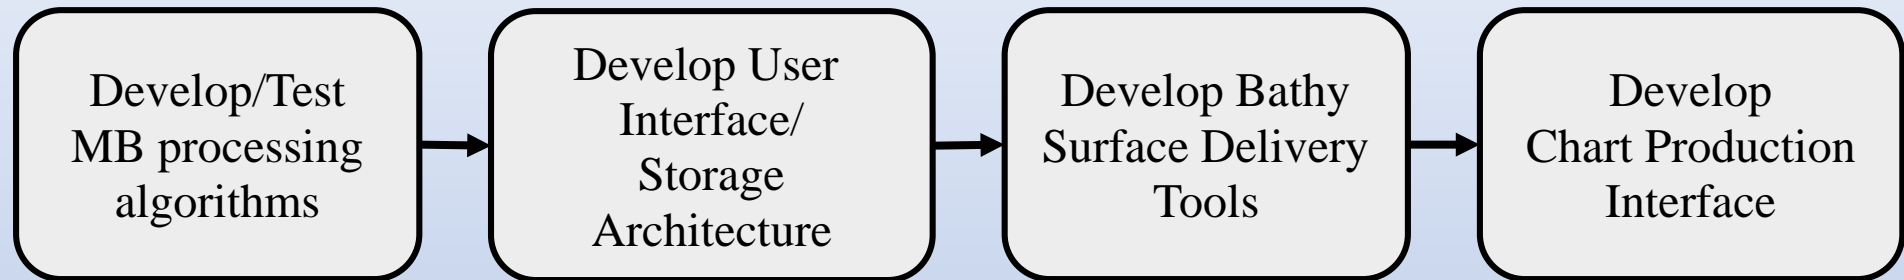 Develop/Test
MB processing
algorithms
Develop User
Interface/
Storage
Architecture
Develop Bathy
Surface Delivery
Tools
Develop
Chart Production
Interface